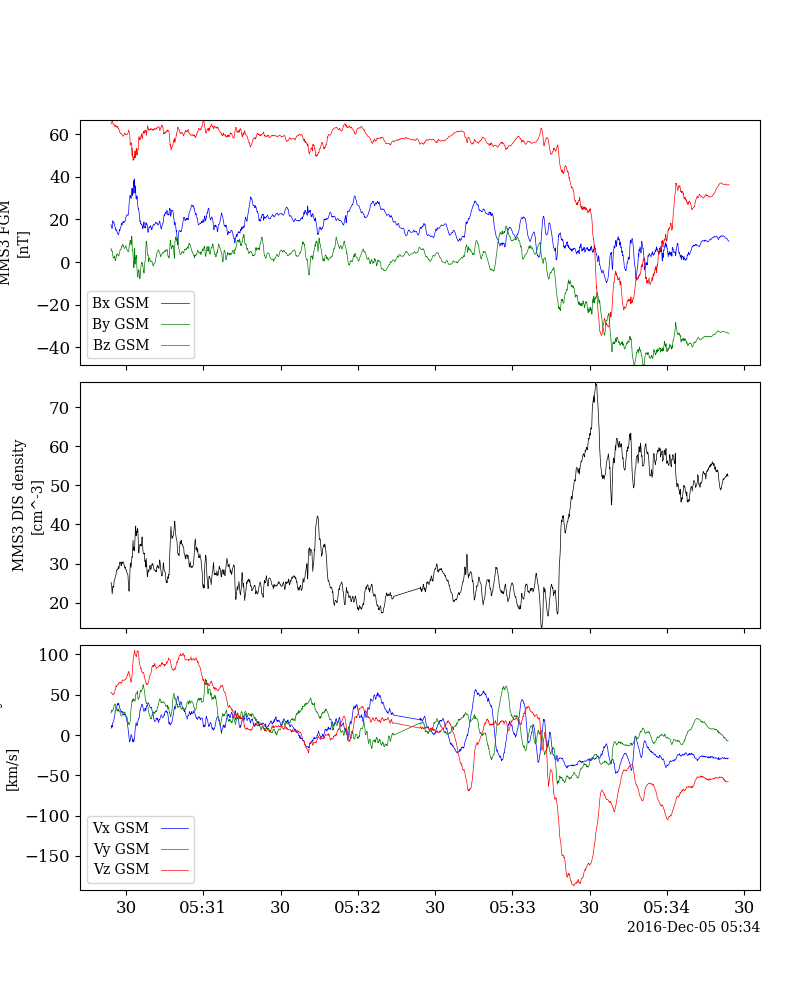 60
40
20
0
−20
−40
MMS3 FGM
[nT]
Bx GSM
By GSM
Bz GSM
70
60
50
40
30
20
MMS3 DIS density
[cm^-3]
100
50
0
−50
−100
−150
[km/s]
Vx GSM
Vy GSM
Vz GSM
30 05:31 30 05:32 30 05:33 30 05:34 30
2016-Dec-05 05:34